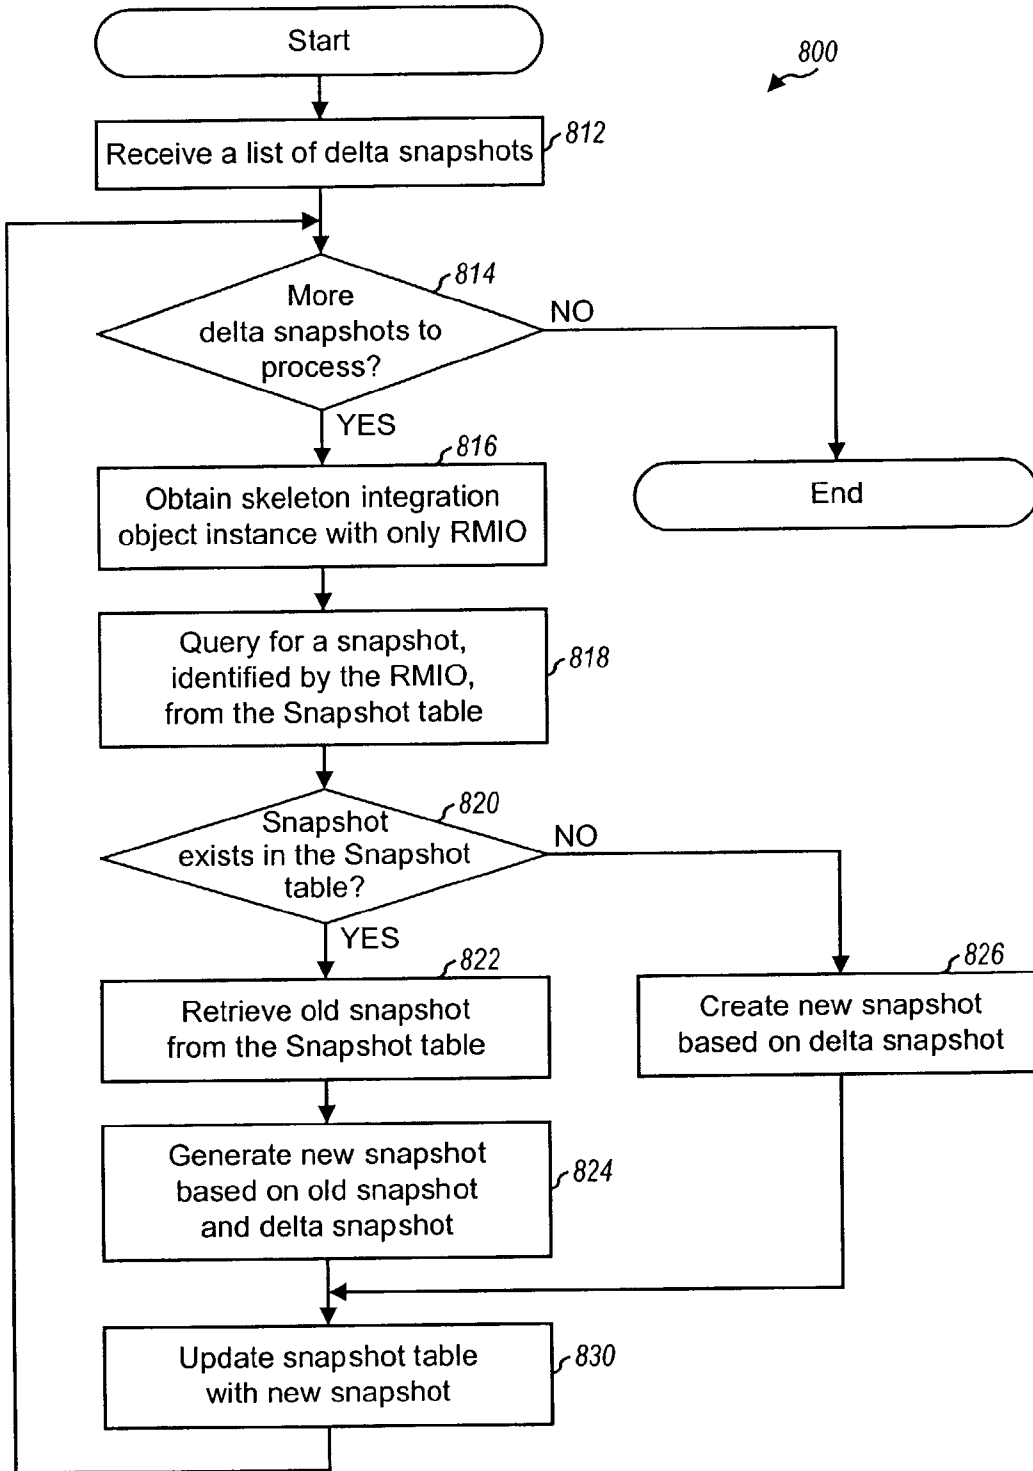 Start
800
Receive a list of delta snapshots
812
More
delta snapshots to
process?
814
NO
YES
End
816
Obtain skeleton integration
object instance with only RMIO
Query for a snapshot,
identified by the RMIO,
from the Snapshot table
818
Snapshot
exists in the Snapshot
table?
820
NO
YES
822
Retrieve old snapshot
from the Snapshot table
826
Create new snapshot
based on delta snapshot
Generate new snapshot
based on old snapshot
and delta snapshot
824
Update snapshot table
with new snapshot
830